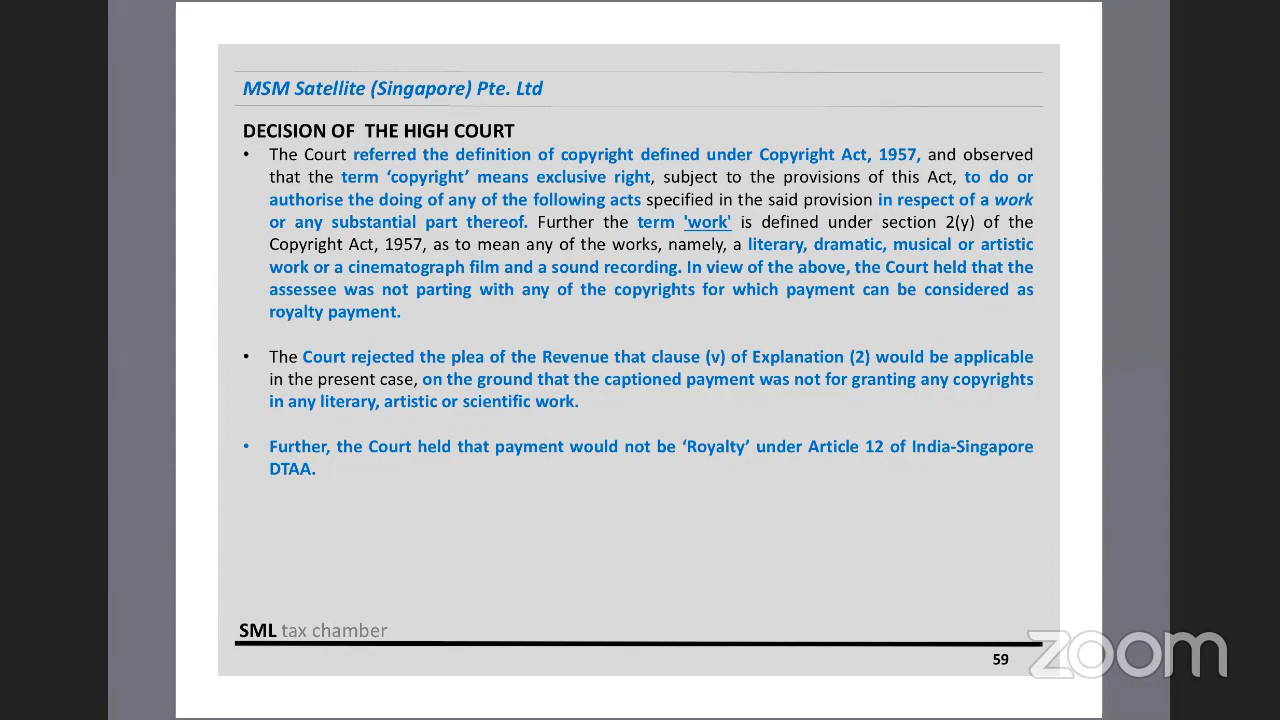 MSM Satellite (Singapore) Pte. Ltd
DECISION OF THE HIGH COURT
• The Court referred the definition of copyright defined under Copyright Act, 1957, and observed
that the term ‘copyright’ means exclusive right, subject to the provisions of this Act, to do or
authorise the doing of any of the following acts specified in the said provision in respect of a work
or any substantial part thereof. Further the term 'work' is defined under section 2(y) of the
Copyright Act, 1957, as to mean any of the works, namely, a literary, dramatic, musical or artistic
work or a cinematograph film and a sound recording. In view of the above, the Court held that the
assessee was not parting with any of the copyrights for which payment can be considered as
royalty payment.
• The Court rejected the plea of the Revenue that clause (v) of Explanation (2) would be applicable
in the present case, on the ground that the captioned payment was not for granting any copyrights
in any literary, artistic or scientific work.
• Further, the Court held that payment would not be ‘Royalty’ under Article 12 of India-Singapore
DTAA.
SML tax chamber
59
zoom